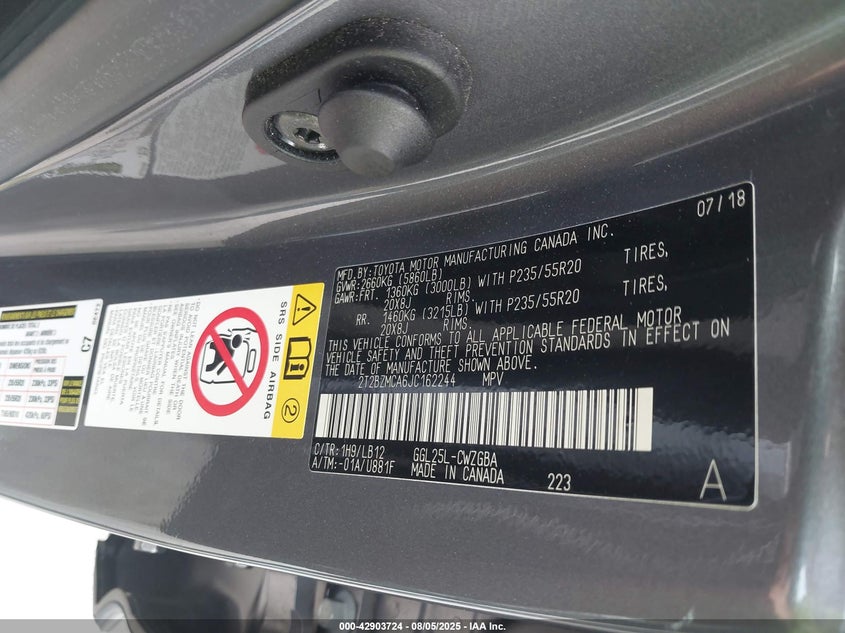 07/18
MFD.BY:TOYOTA MOTOR MANUFACTURING CANADA INC.
GVWR:2660KG (5860LB)
GAWR:FRT. 1360KG (3000LB) WITH P235/55R20 TIRES,
20X8J RIMS.
RR. 1460KG (3215LB) WITH P235/55R20 TIRES,
20X8J RIMS.
THIS VEHICLE CONFORMS TO ALL APPLICABLE FEDERAL MOTOR
VEHICLE SAFETY AND THEFT PREVENTION STANDARDS IN EFFECT ON
THE DATE OF MANUFACTURE SHOWN ABOVE.
2T2BZMCA6JC162244 MPV
C/TR:1H9/LB12 GGL25L-CWZGBA
A/TM:-01A/U881F MADE IN CANADA
223
A
SRS SIDE AIRBAG
2
C7
000-42903724 - 08/05/2025 - IAA Inc.